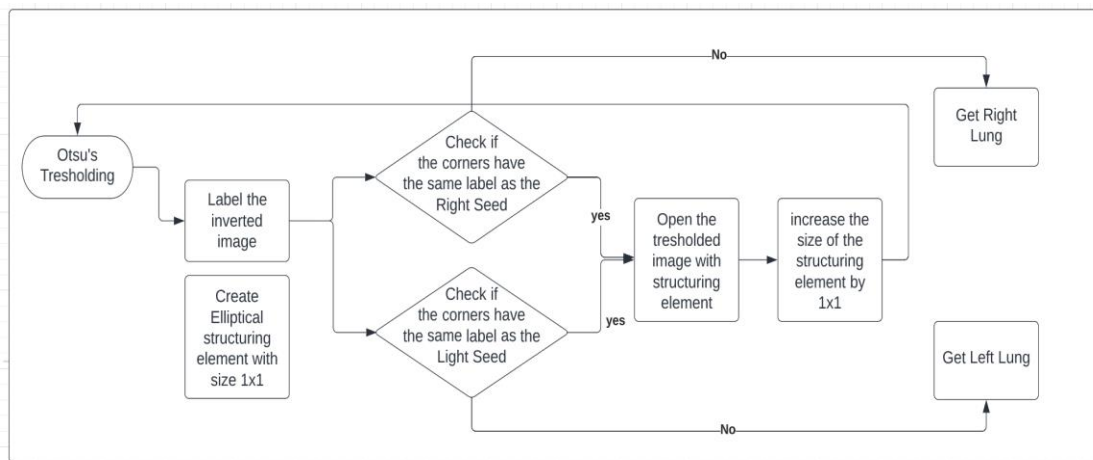 No
Otsu's
Tresholding
Label the
inverted
image
Create
Elliptical
structuring
element with
size 1x1
Check if
the corners have
the same label as the
Right Seed
Check if
the corners have
the same label as the
Light Seed
yes
yes
Open the
tresholded
image with
structuring
element
increase the
size of the
structuring
element by
1x1
Get Right
Lung
Get Left Lung
No